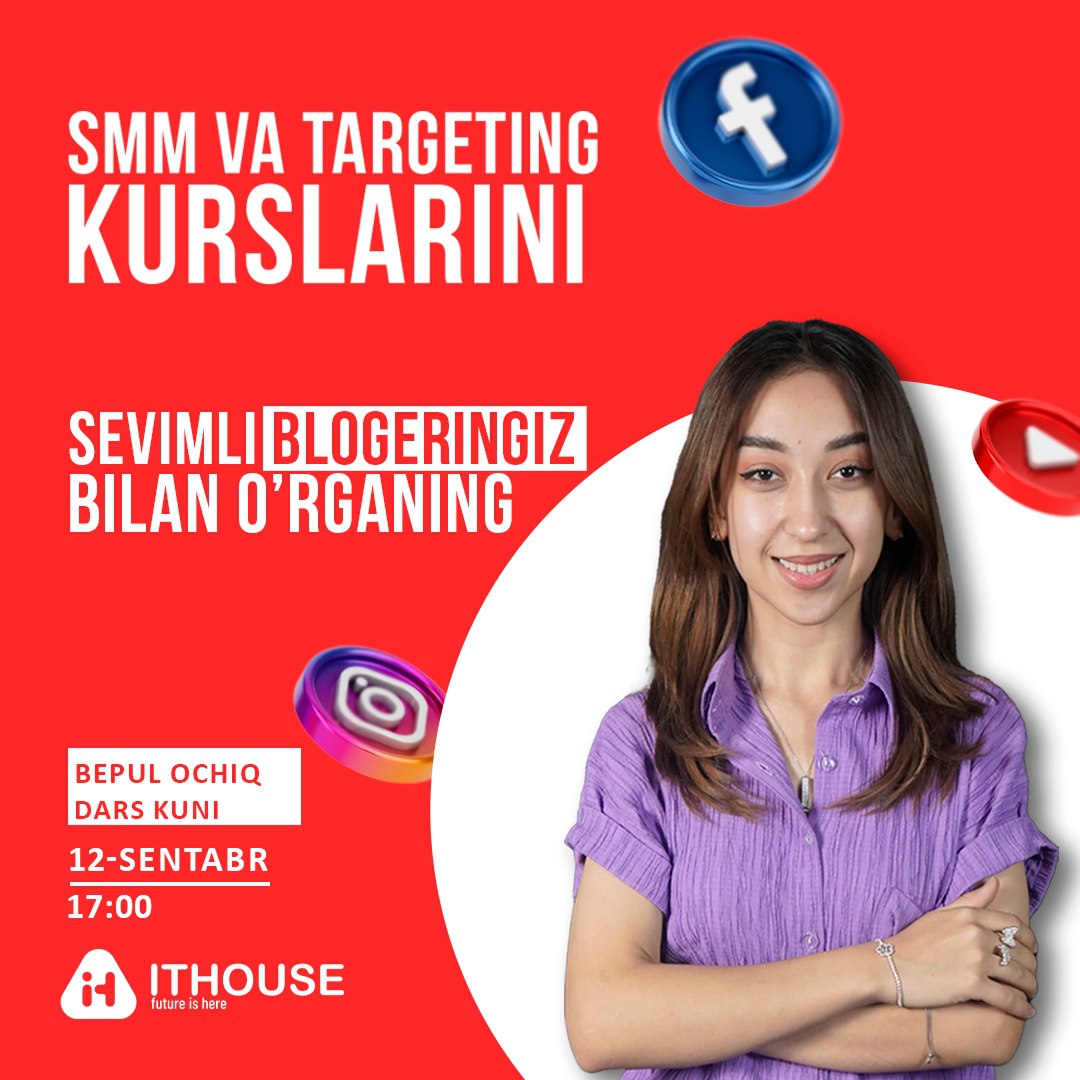 SMM VA TARGETING
KURSLARINI
SEVIMLI BLOGERINGIZ
BILAN O’RGANING
BEPUL OCHIQ
DARS KUNI
12-SENTABR
17:00
ITHOUSE
future is here